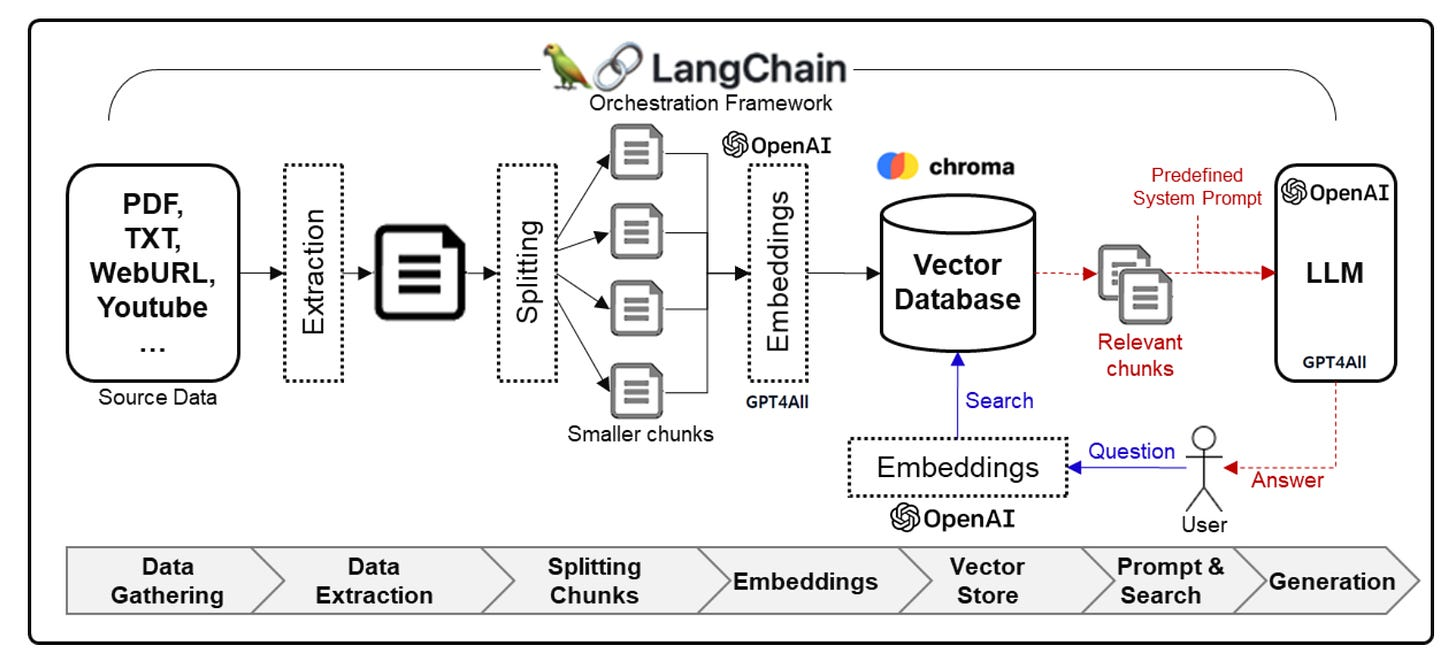 LangChain
Orchestration Framework
PDF,
TXT,
WebURL,
Youtube
...
Source Data
Extraction
Splitting
Smaller chunks
OpenAI
Embeddings
GPT4All
chroma
Vector
Database
Predefined
System Prompt
Relevant
chunks
OpenAI
LLM
GPT4All
Search
Embeddings
OpenAI
Question
User
Answer
Data
Gathering
Data
Extraction
Splitting
Chunks
Embeddings
Vector
Store
Prompt &
Search
Generation